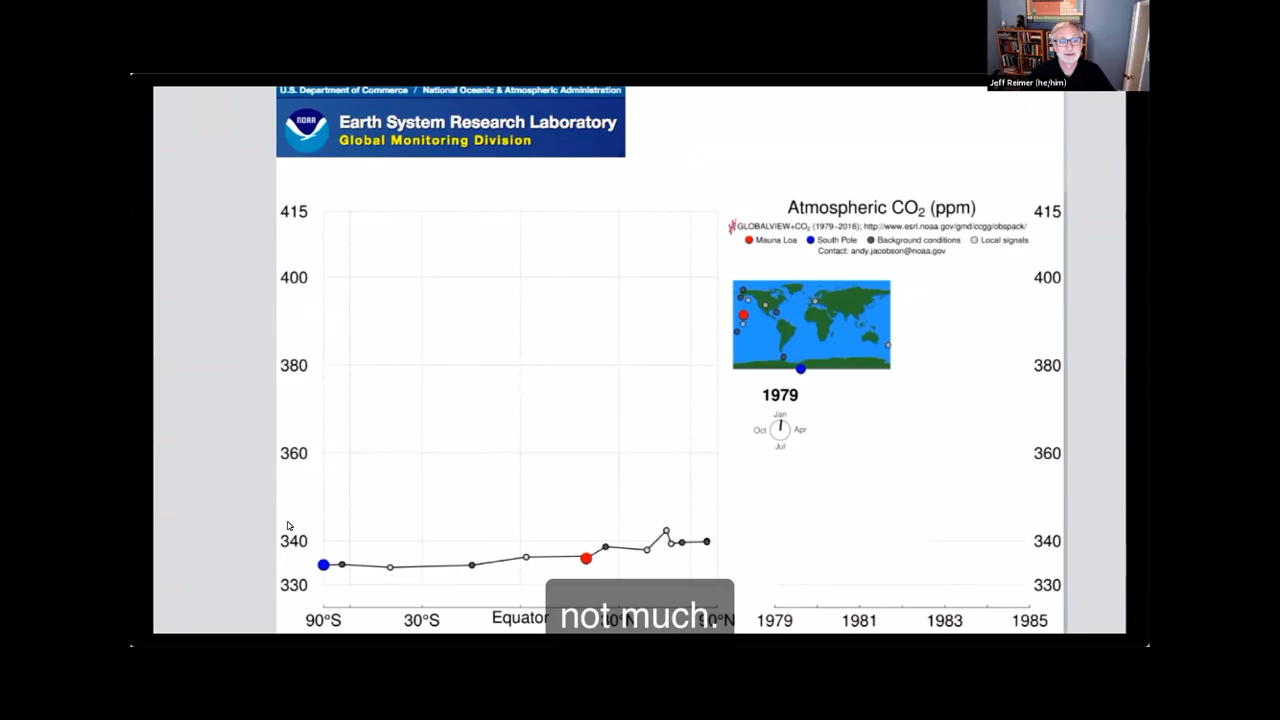 Jeff Reimer (he/him)
U.S. Department of Commerce / National Oceanic & Atmospheric Administration
NOAA
Earth System Research Laboratory
Global Monitoring Division
Atmospheric CO₂ (ppm)
GLOBALVIEW+CO₂ (1979-2016); http://www.esrl.noaa.gov/gmd/ccgg/obspack/
Mauna Loa South Pole Background conditions Local signals
Contact: andy.jacobson@noaa.gov
415 415
400 400
380 380
1979
Jan
Oct Apr
Jul
360 360
340 340
330 330
not much.
90°S 30°S Equator 90°N 1979 1981 1983 1985